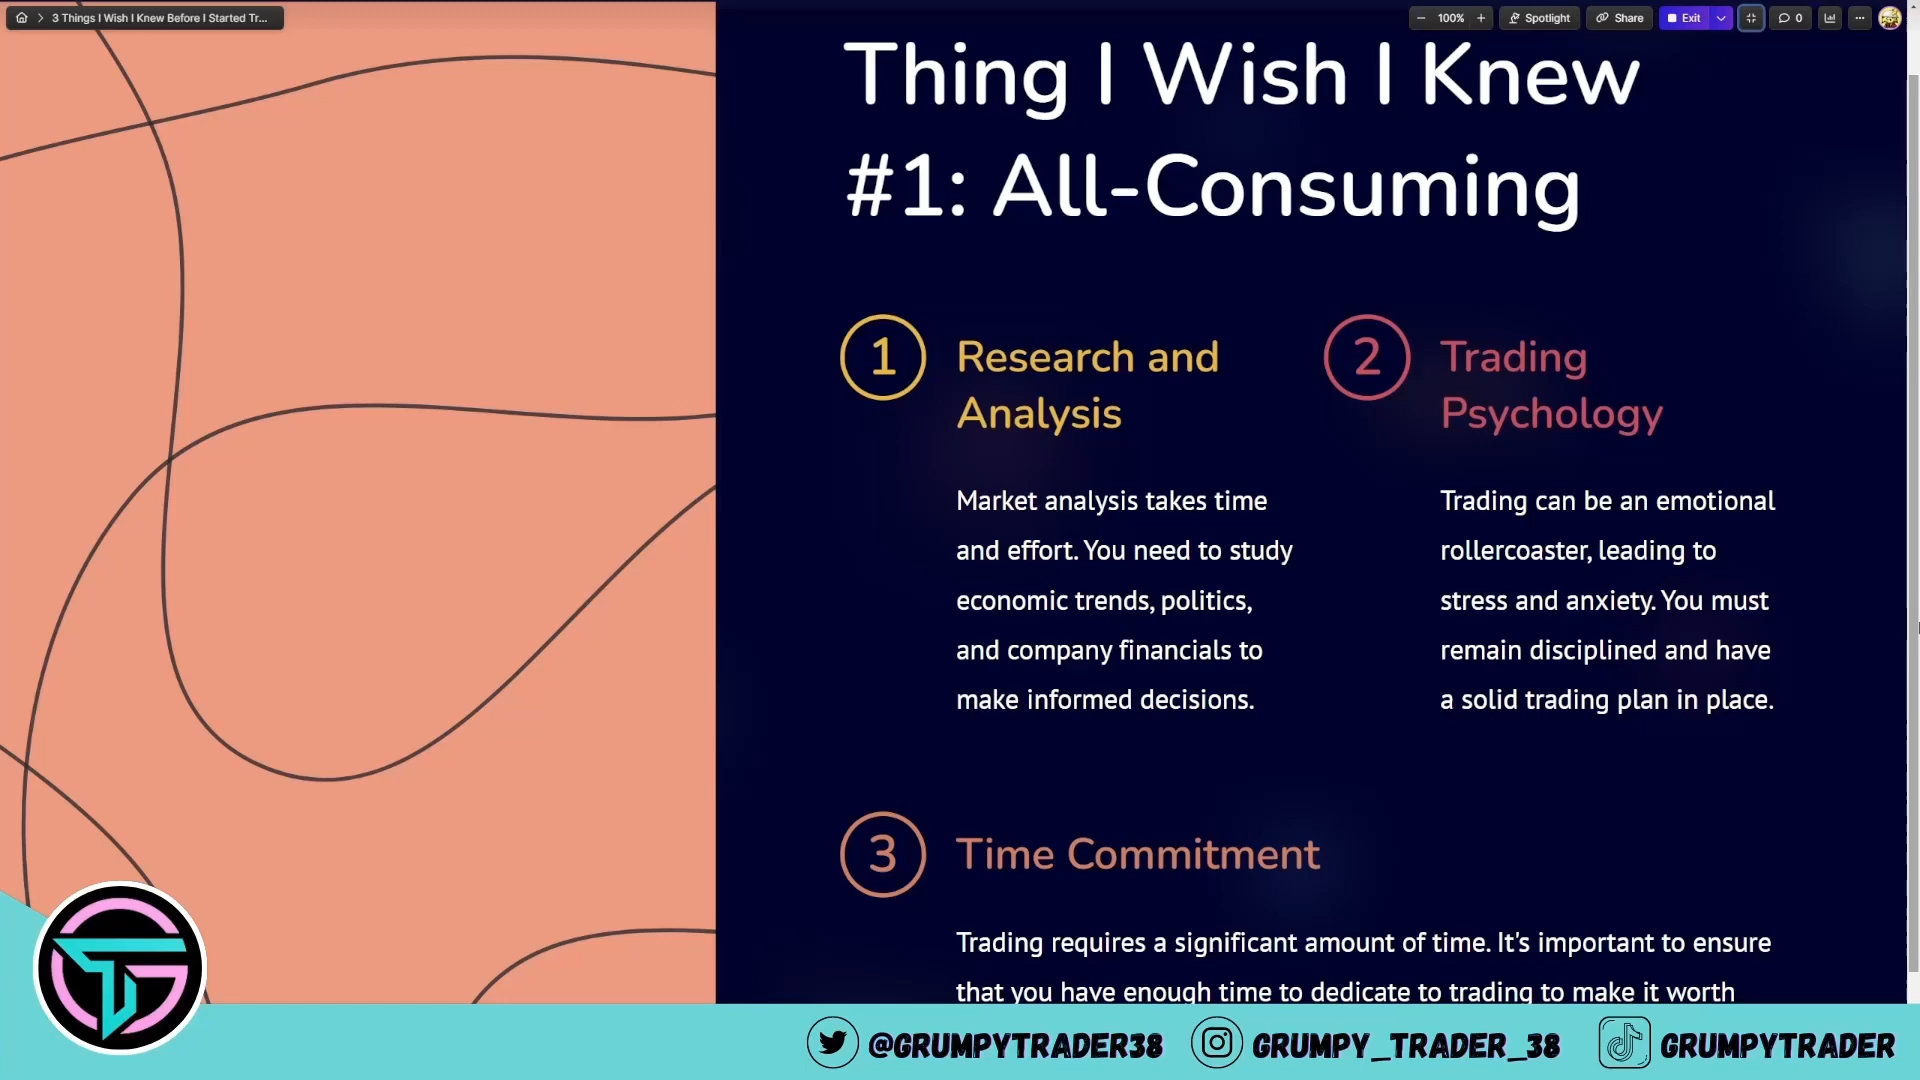 3 Things I Wish I Knew Before I Started Tr...
100%
Spotlight
Share
Exit
0
Thing I Wish I Knew
#1: All-Consuming
1
Research and
Analysis
Market analysis takes time
and effort. You need to study
economic trends, politics,
and company financials to
make informed decisions.
2
Trading
Psychology
Trading can be an emotional
rollercoaster, leading to
stress and anxiety. You must
remain disciplined and have
a solid trading plan in place.
3
Time Commitment
Trading requires a significant amount of time. It's important to ensure
that you have enough time to dedicate to trading to make it worth
@GRUMPYTRADER38
GRUMPY_TRADER_38
GRUMPYTRADER